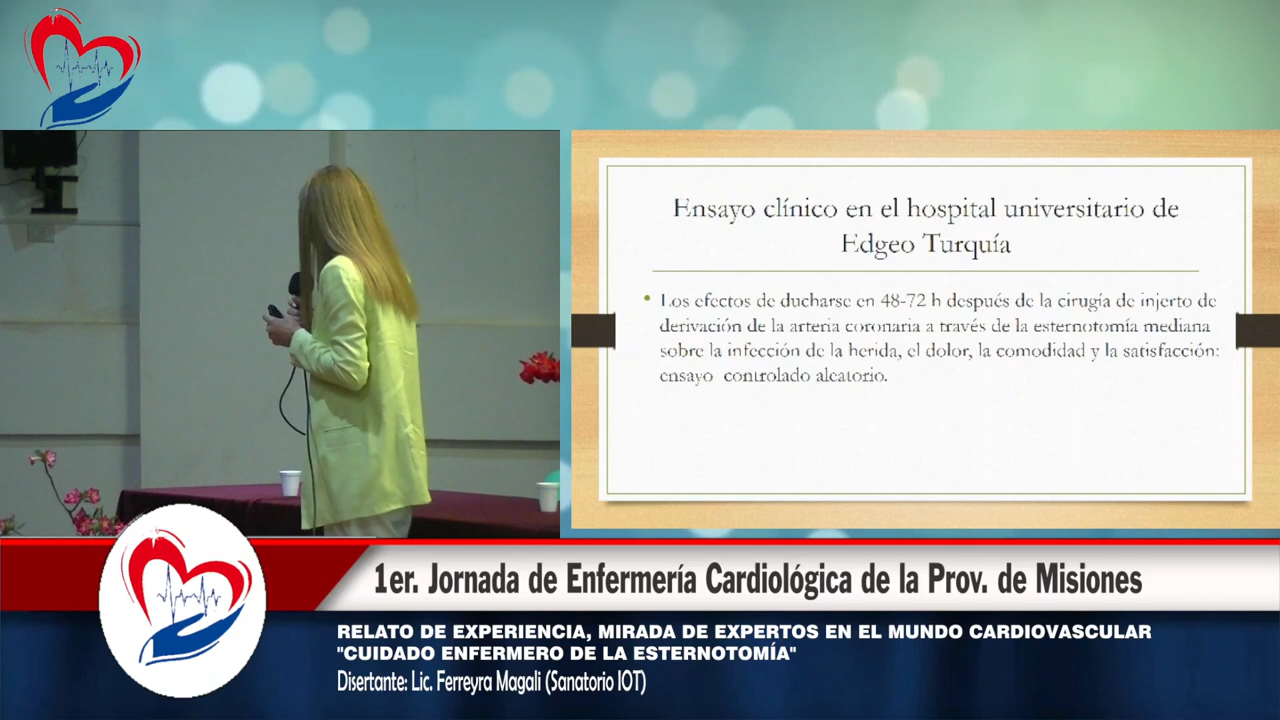 Ensayo clínico en el hospital universitario de
Edgeo Turquía
• Los efectos de ducharse en 48-72 h después de la cirugía de injerto de
derivación de la arteria coronaria a través de la esternotomía mediana
sobre la infección de la herida, el dolor, la comodidad y la satisfacción:
ensayo controlado aleatorio.
1er. Jornada de Enfermería Cardiológica de la Prov. de Misiones
RELATO DE EXPERIENCIA, MIRADA DE EXPERTOS EN EL MUNDO CARDIOVASCULAR
"CUIDADO ENFERMERO DE LA ESTERNOTOMÍA"
Disertante: Lic. Ferreyra Magali (Sanatorio IOT)